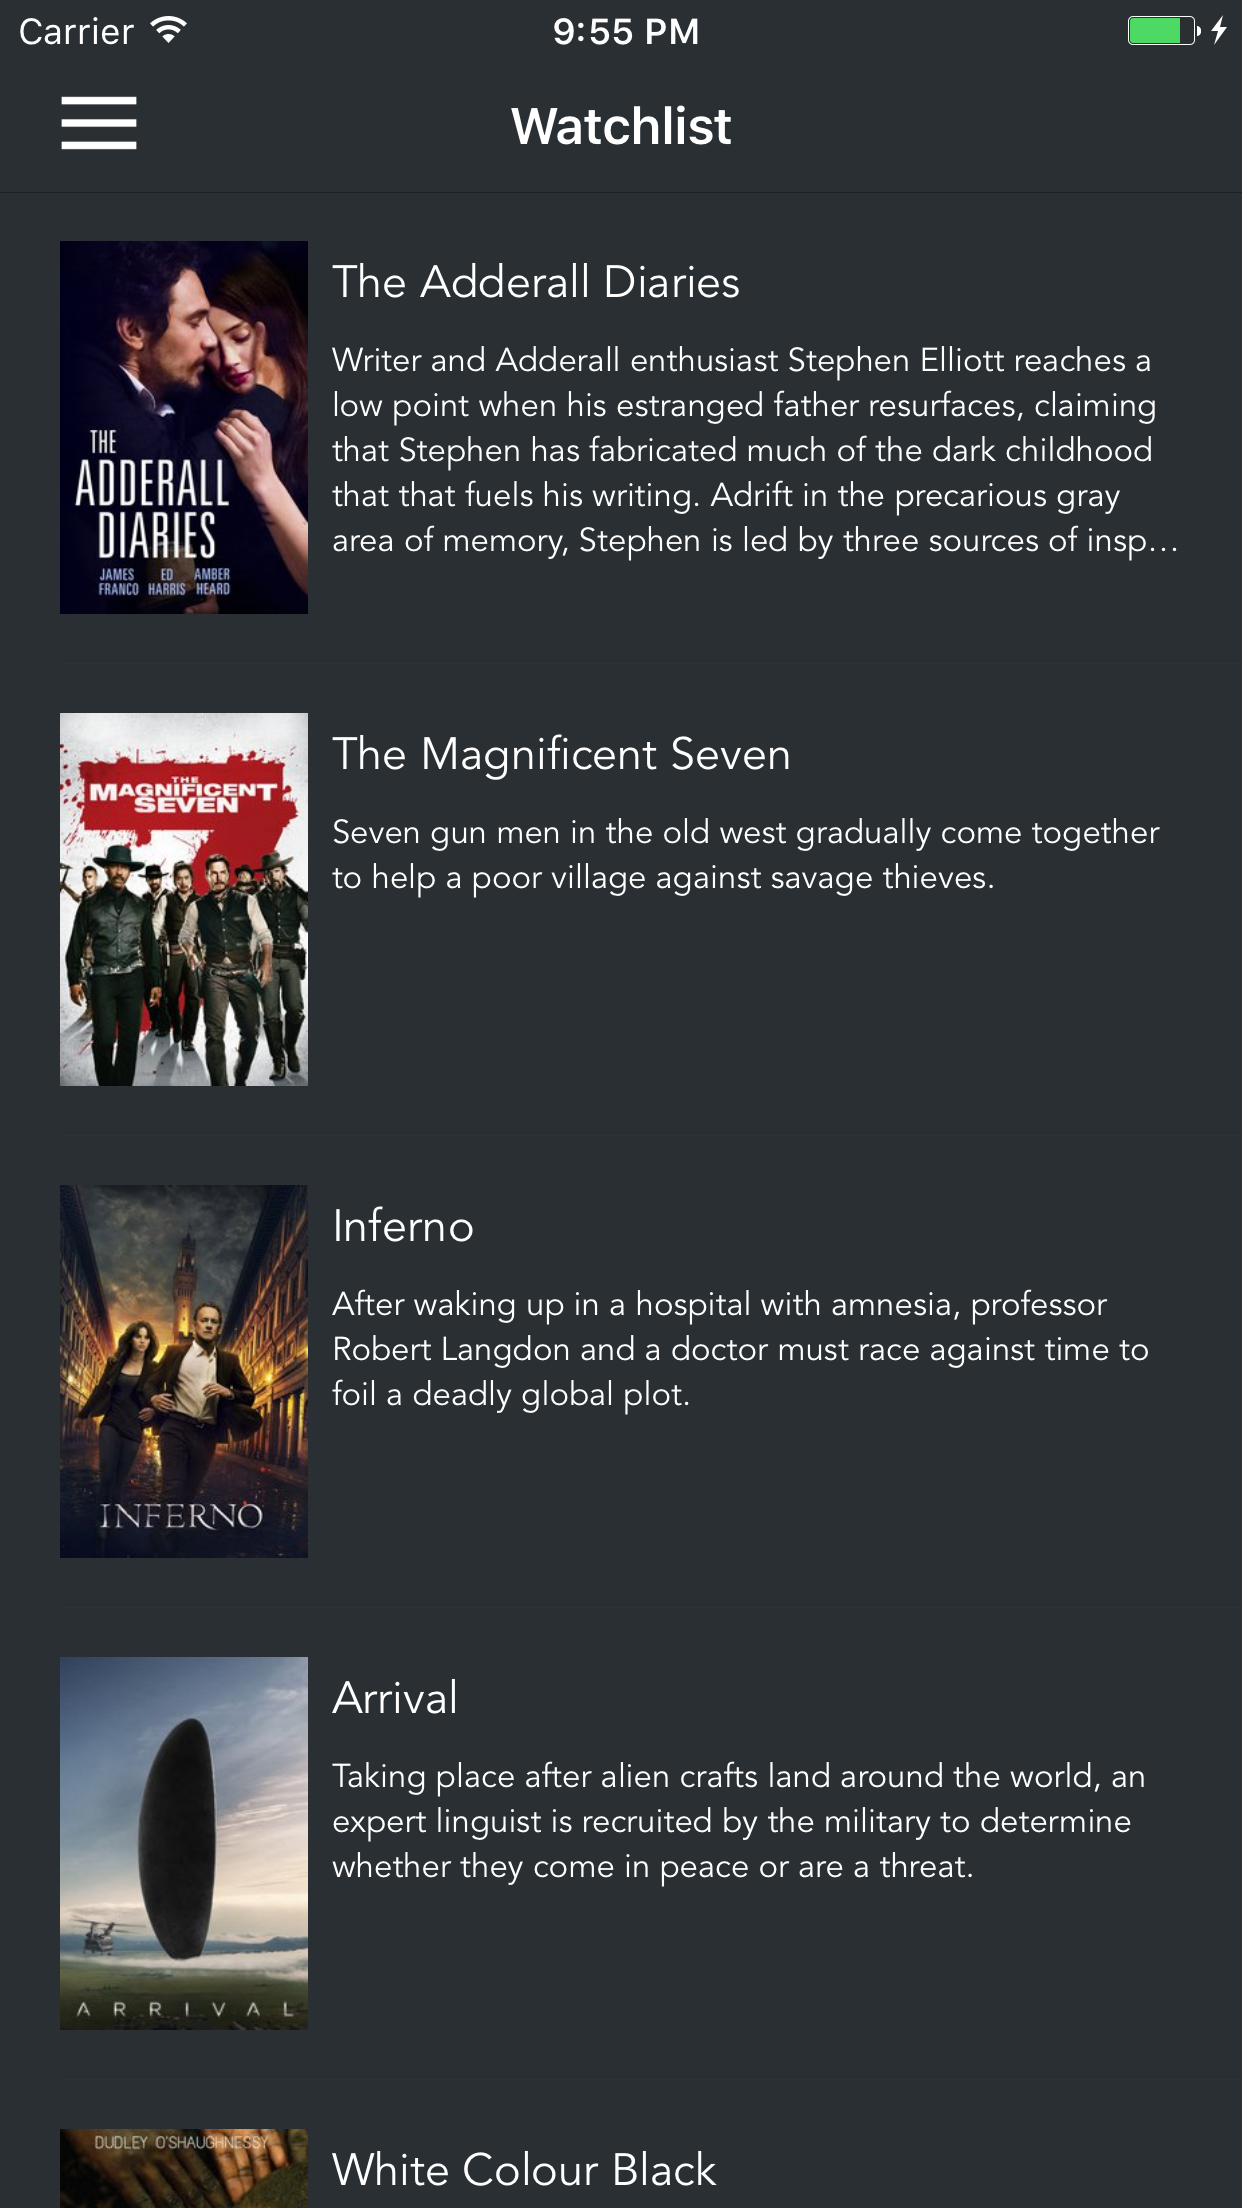 Carrier
9:55 PM
Watchlist
THE
ADDERALL
DIARIES
JAMES ED AMBER
FRANCO HARRIS HEARD
The Adderall Diaries
Writer and Adderall enthusiast Stephen Elliott reaches a
low point when his estranged father resurfaces, claiming
that Stephen has fabricated much of the dark childhood
that that fuels his writing. Adrift in the precarious gray
area of memory, Stephen is led by three sources of insp…
THE
MAGNIFICENT
SEVEN
The Magnificent Seven
Seven gun men in the old west gradually come together
to help a poor village against savage thieves.
INFERNO
Inferno
After waking up in a hospital with amnesia, professor
Robert Langdon and a doctor must race against time to
foil a deadly global plot.
ARRIVAL
Arrival
Taking place after alien crafts land around the world, an
expert linguist is recruited by the military to determine
whether they come in peace or are a threat.
DUDLEY O'SHAUGHNESSY
White Colour Black